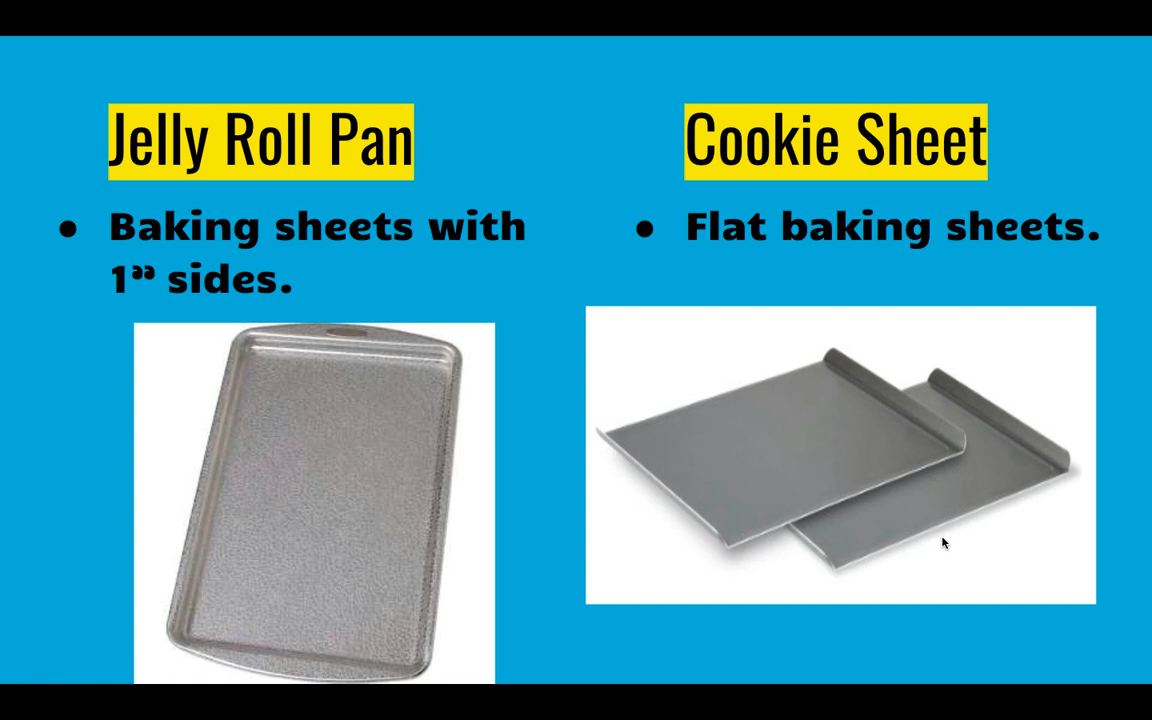 Jelly Roll Pan
● Baking sheets with
1” sides.
Cookie Sheet
● Flat baking sheets.